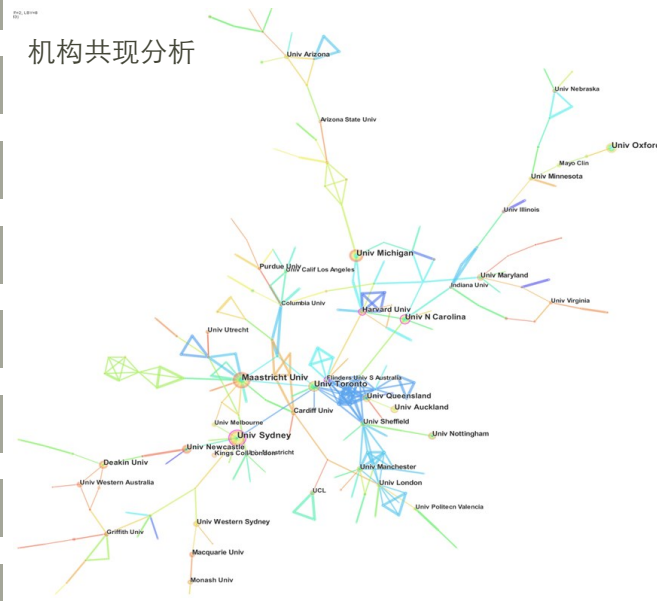 机构共现分析
Univ Arizona
Univ Nebraska
Arizona State Univ
Univ Oxford
Mayo Clin
Univ Minnesota
Univ Illinois
Univ Michigan
Purdue Univ
Univ Calif Los Angeles
Univ Maryland
Indiana Univ
Columbia Univ
Univ Virginia
Harvard Univ
Univ N Carolina
Univ Utrecht
Maastricht Univ
Flinders Univ S Australia
Univ Toronto
Univ Queensland
Univ Auckland
Cardiff Univ
Univ Melbourne
Univ Sheffield
Univ Sydney
Univ Nottingham
Univ Newcastle
Kings Coll
Deakin Univ
Univ Manchester
Univ Western Australia
Univ London
UCL
Univ Politecn Valencia
Univ Western Sydney
Griffith Univ
Macquarie Univ
Monash Univ